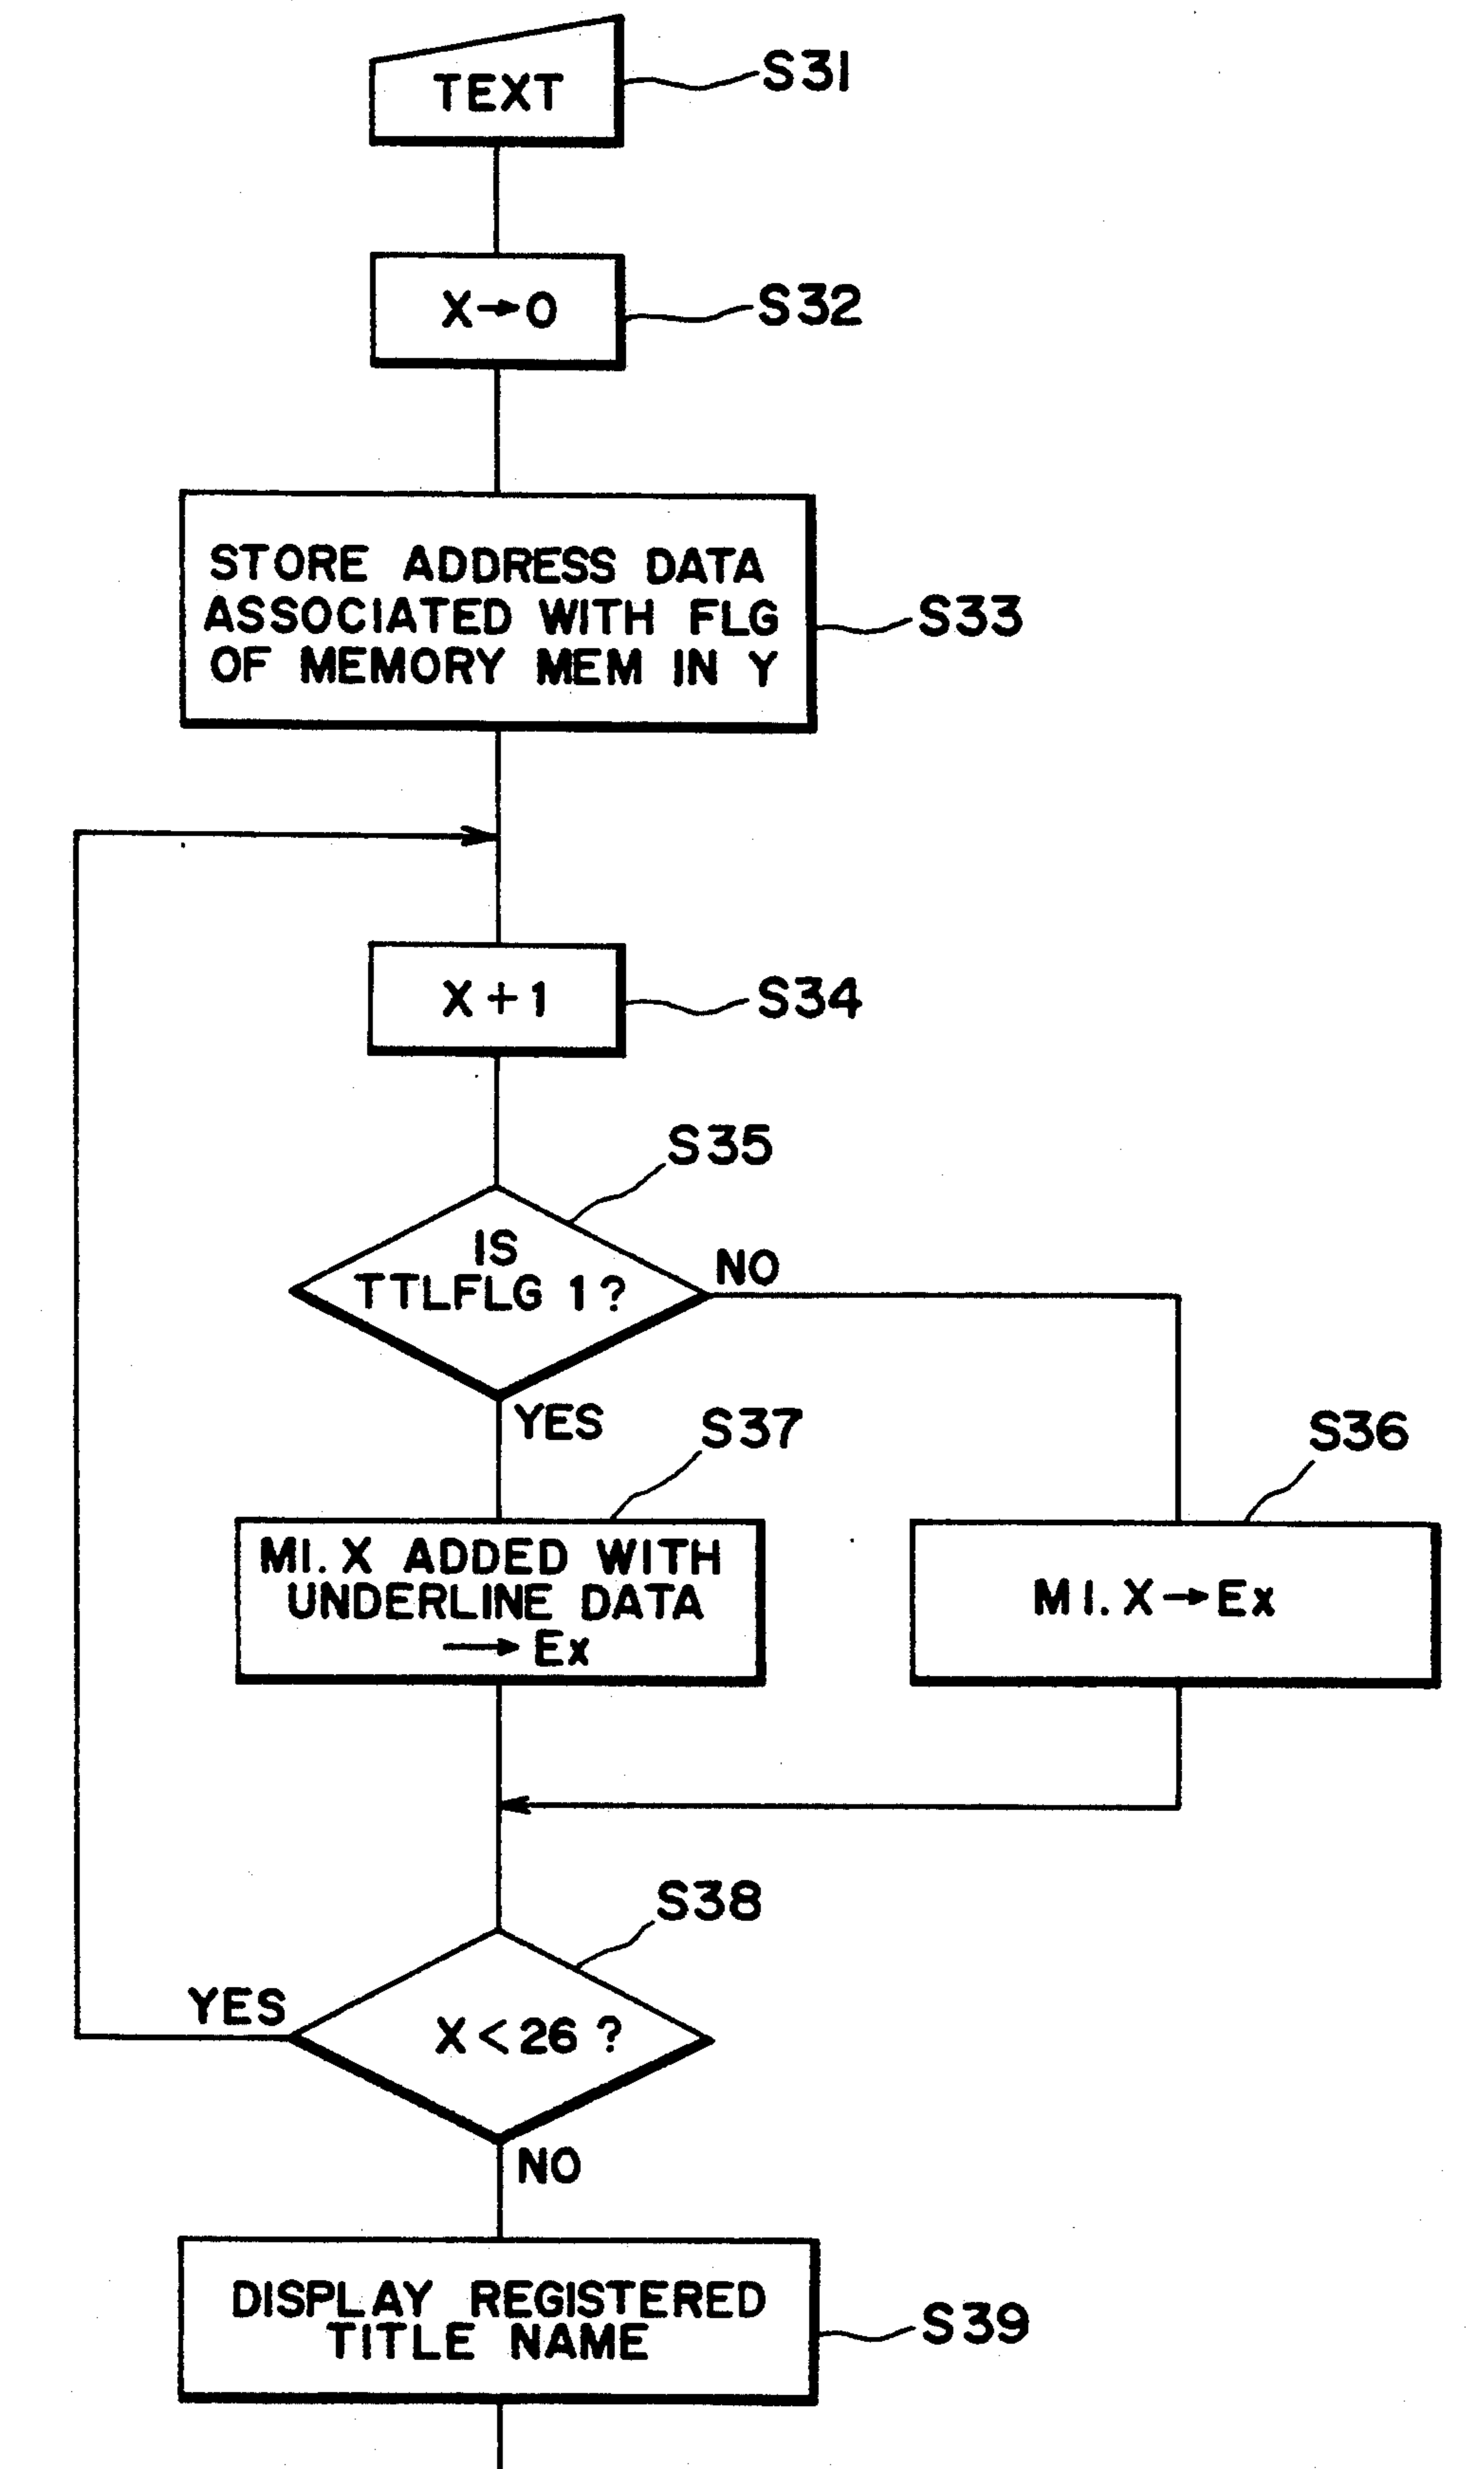 TEXT
S31
X→0
S32
STORE ADDRESS DATA
ASSOCIATED WITH FLG
OF MEMORY MEM IN Y
S33
X+1
S34
S35
IS
TTLFLG 1?
NO
YES
S37
S36
M1.X ADDED WITH
UNDERLINE DATA
→ Ex
M1.X→Ex
S38
YES
X<26?
NO
DISPLAY REGISTERED
TITLE NAME
S39